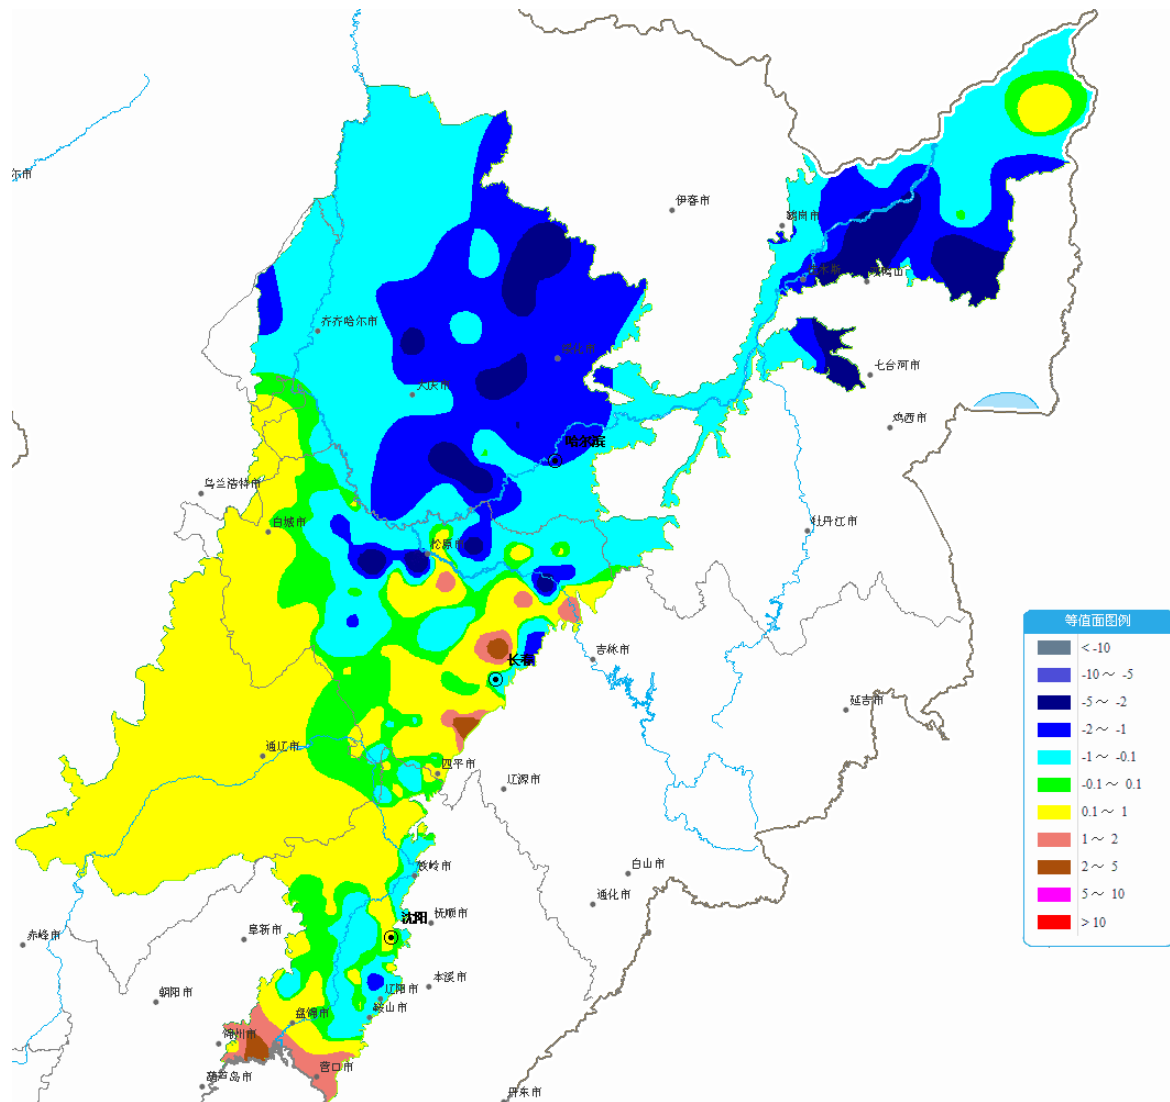 尔市
伊春市
鹤岗市
佳木斯
双鸭山
齐齐哈尔市
绥化市
七台河市
大庆市
鸡西市
哈尔滨
乌兰浩特市
白城市
牡丹江市
松原市
等值面图例
吉林市
< -10
长春
-10～ -5
-5～ -2
延吉市
-2～ -1
通辽市
-1～ -0.1
四平市
辽源市
-0.1～ 0.1
0.1～ 1
1～ 2
铁岭市
白山市
2～ 5
通化市
5～ 10
沈阳
抚顺市
> 10
赤峰市
阜新市
本溪市
朝阳市
辽阳市
盘锦市
鞍山市
锦州市
营口市
葫芦岛市
丹东市